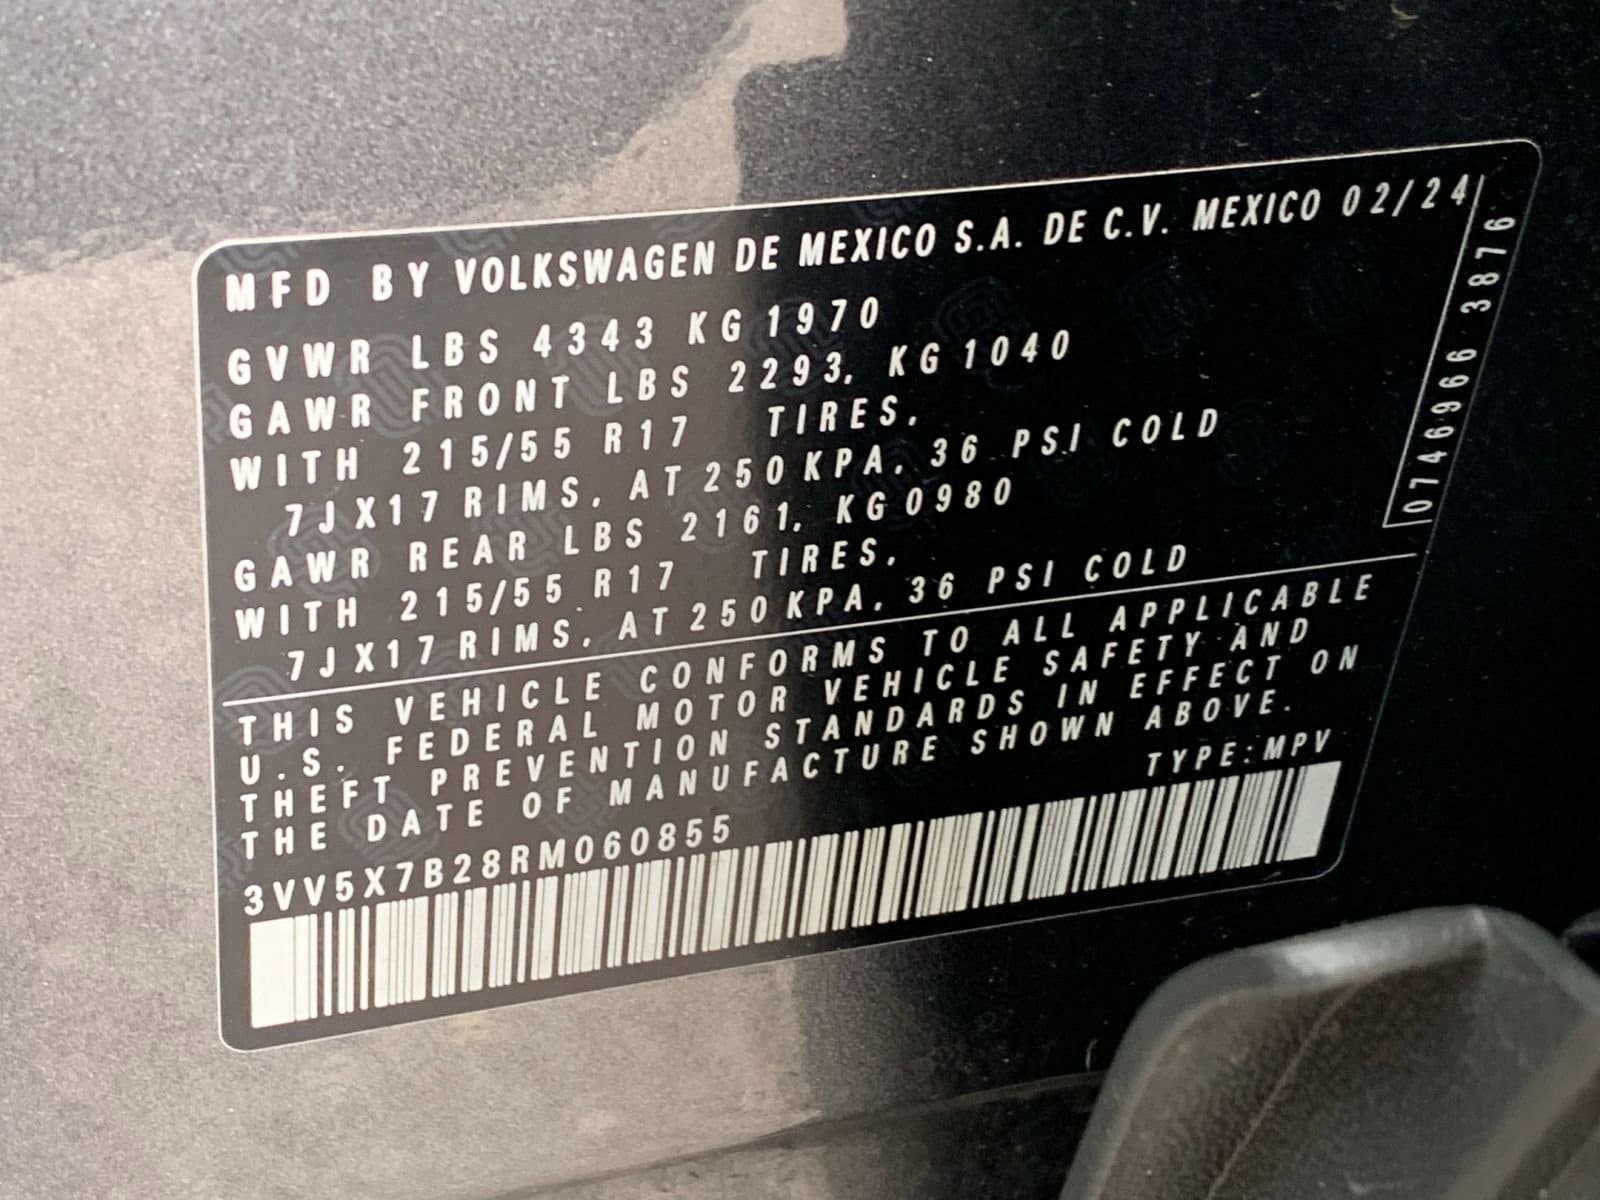 MFD BY VOLKSWAGEN DE MEXICO S.A. DE C.V. MEXICO 02/24
GVWR LBS 4343 KG 1970
GAWR FRONT LBS 2293, KG 1040
WITH 215/55 R17 TIRES,
7JX17 RIMS, AT 250 KPA, 36 PSI COLD
GAWR REAR LBS 2161, KG 0980
WITH 215/55 R17 TIRES,
7JX17 RIMS, AT 250 KPA, 36 PSI COLD
THIS VEHICLE CONFORMS TO ALL APPLICABLE
U.S. FEDERAL MOTOR VEHICLE SAFETY AND
THEFT PREVENTION STANDARDS IN EFFECT ON
THE DATE OF MANUFACTURE SHOWN ABOVE.
TYPE: MPV
3VV5X7B28RM060855
0746966 3876